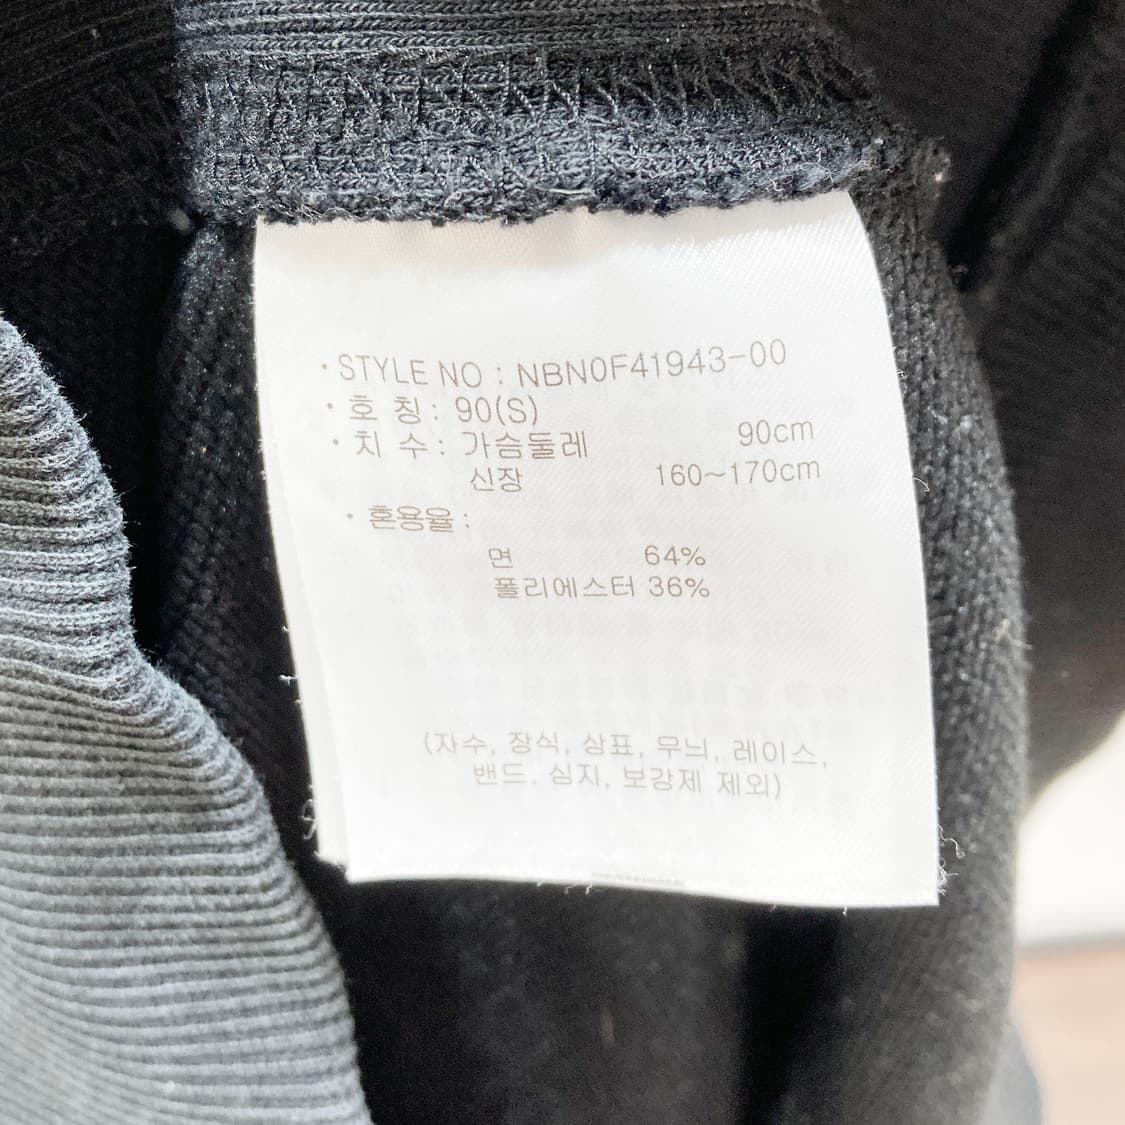 · STYLE NO : NBN0F41943-00
· 호 칭 : 90(S)
· 치 수 : 가슴둘레 90cm
신장 160~170cm
· 혼용율 :
면 64%
폴리에스터 36%
(자수, 장식, 상표, 무늬, 레이스,
밴드, 심지, 보강제 제외)